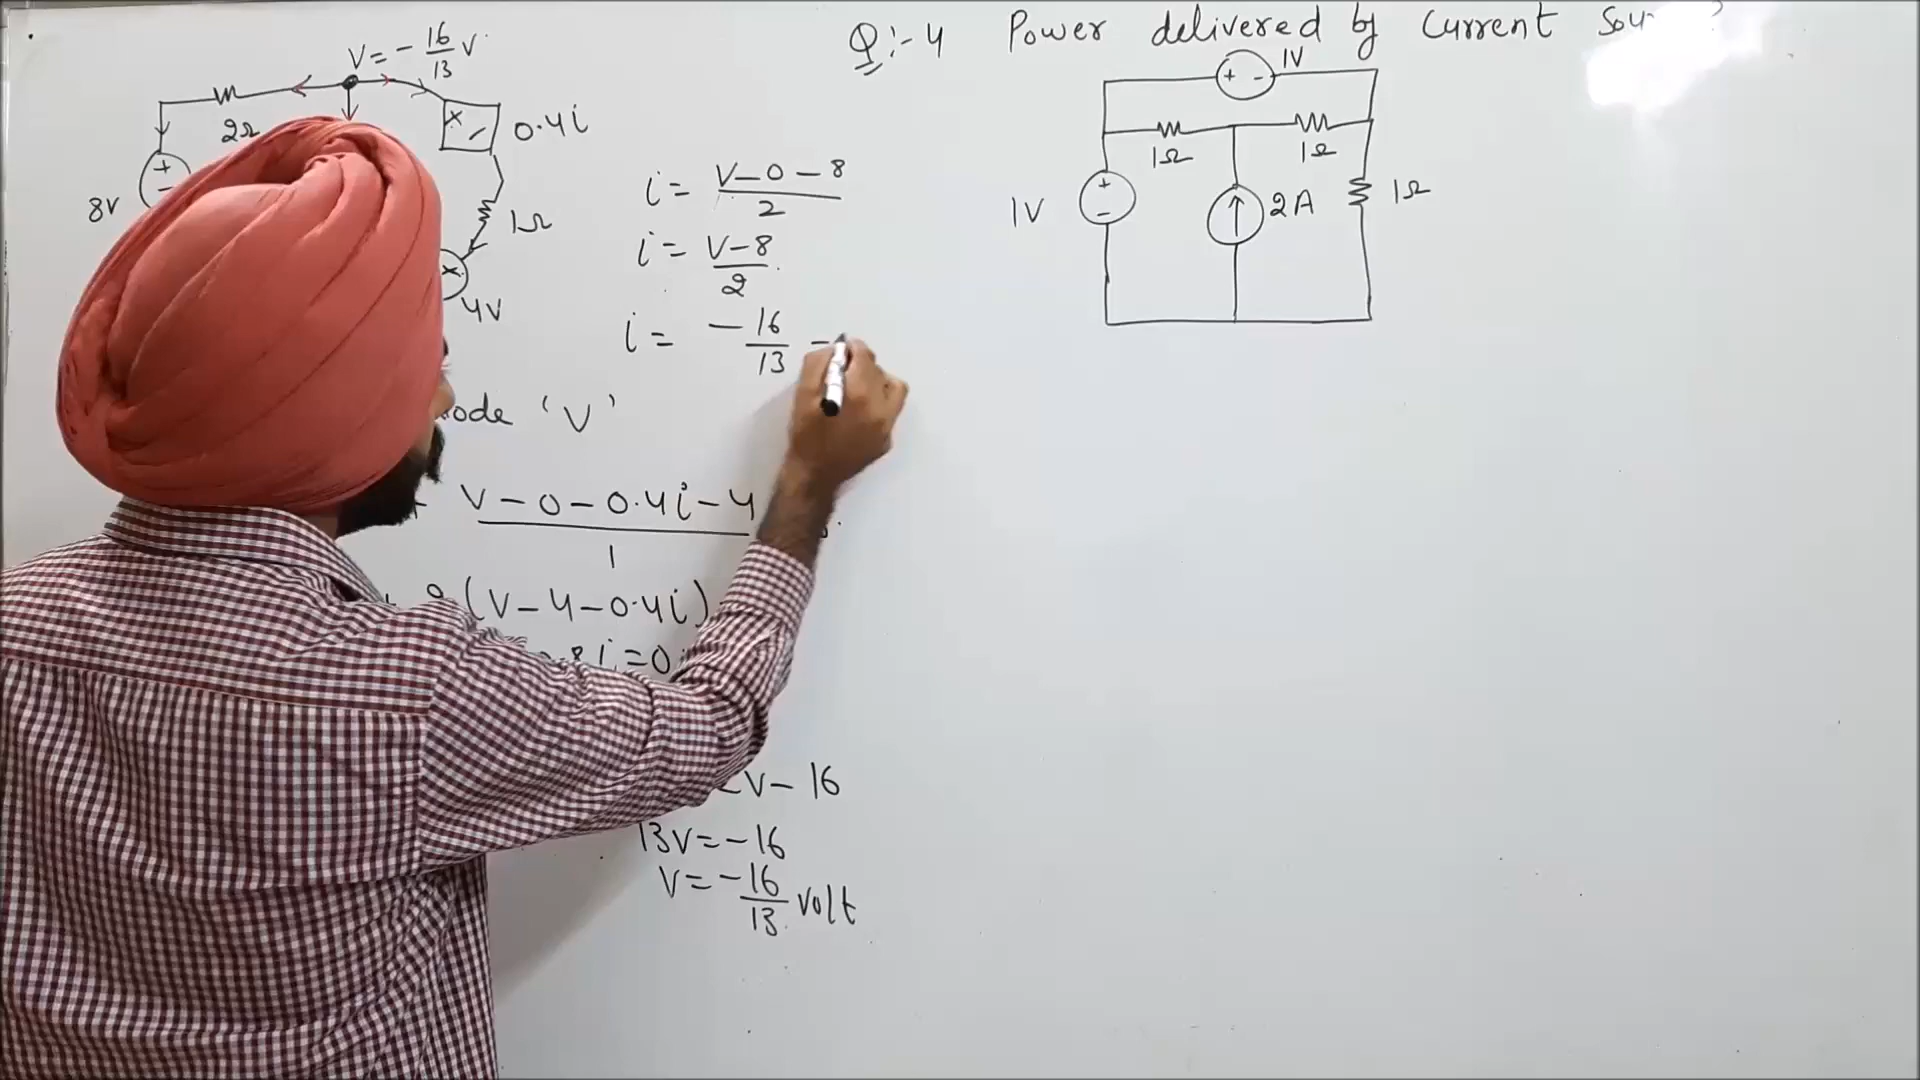 V = - 16/13 V
2Ω
0.4i
8V
1Ω
4V
i = V-0-8 / 2
i = V-8 / 2
i = - 16/13 -
ode 'V'
V-0-0.4i-4 / 1
(V-4-0.4i)
8i=0
V-16
13V=-16
V=-16/13 volt
Q:-4 Power delivered by Current Sou ?
+ - 1V
1Ω 1Ω
1V 2A 1Ω